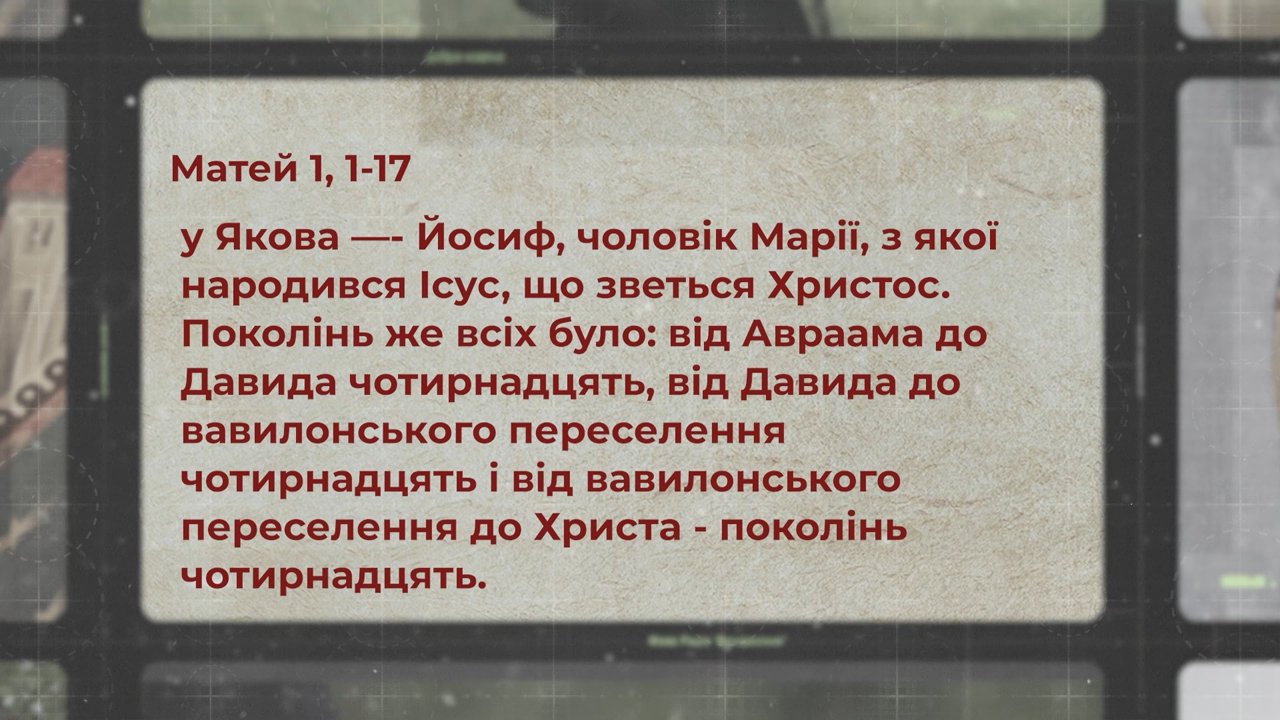 Матей 1, 1-17
у Якова —- Йосиф, чоловік Марії, з якої
народився Ісус, що зветься Христос.
Поколінь же всіх було: від Авраама до
Давида чотирнадцять, від Давида до
вавилонського переселення
чотирнадцять і від вавилонського
переселення до Христа - поколінь
чотирнадцять.